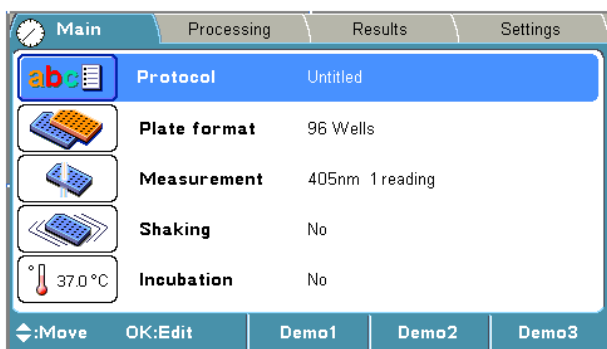 Main Processing Results Settings
abc Protocol Untitled
Plate format 96 Wells
Measurement 405nm 1 reading
Shaking No
37.0 °C Incubation No
:Move OK:Edit Demo1 Demo2 Demo3